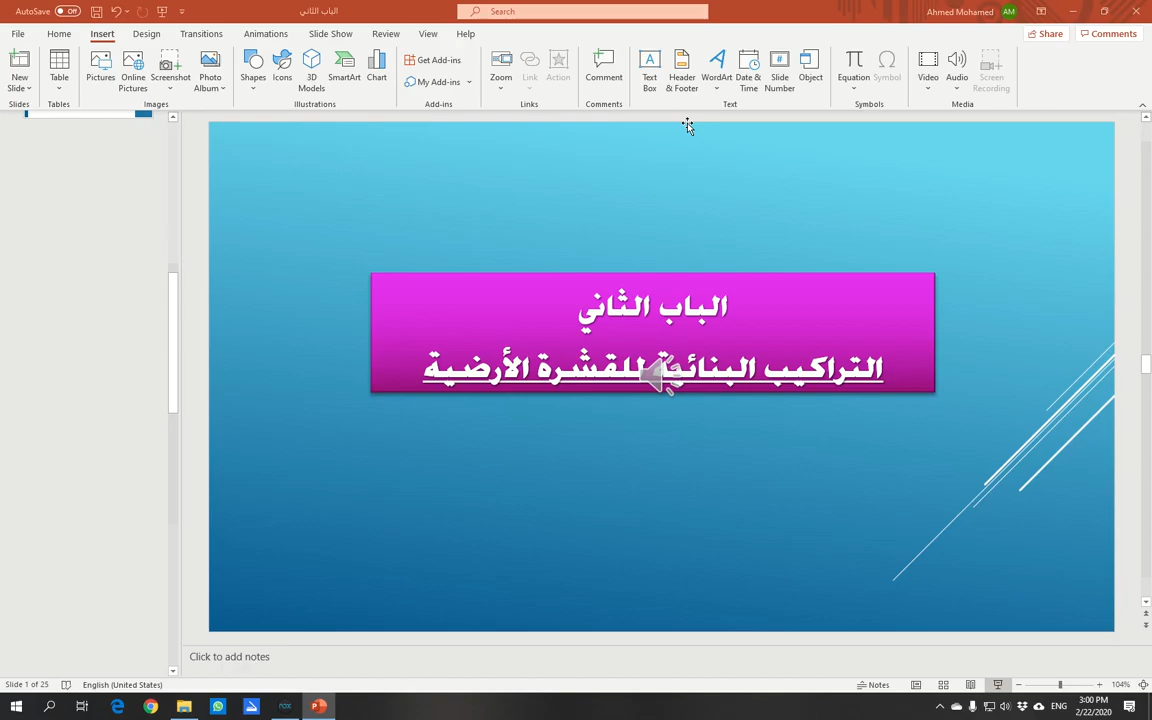 AutoSave Off
الباب الثاني
Search
Ahmed Mohamed AM
File Home Insert Design Transitions Animations Slide Show Review View Help
Share Comments
New Slide Table Pictures Online Pictures Screenshot Photo Album Shapes Icons 3D Models SmartArt Chart Get Add-ins My Add-ins Zoom Link Action Comment Text Box Header & Footer WordArt Date & Time Slide Number Object Equation Symbol Video Audio Screen Recording
Slides Tables Images Illustrations Add-ins Links Comments Text Symbols Media
الباب الثاني
التراكيب البنائية للقشرة الأرضية
Click to add notes
Slide 1 of 25 English (United States) Notes 104%
ENG 3:00 PM
2/22/2020